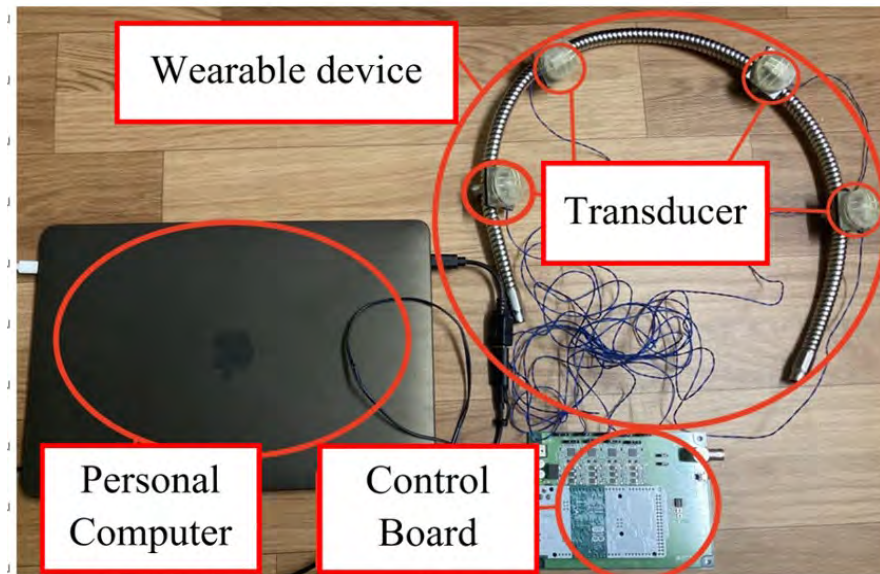 Wearable device
Transducer
Personal
Computer
Control
Board